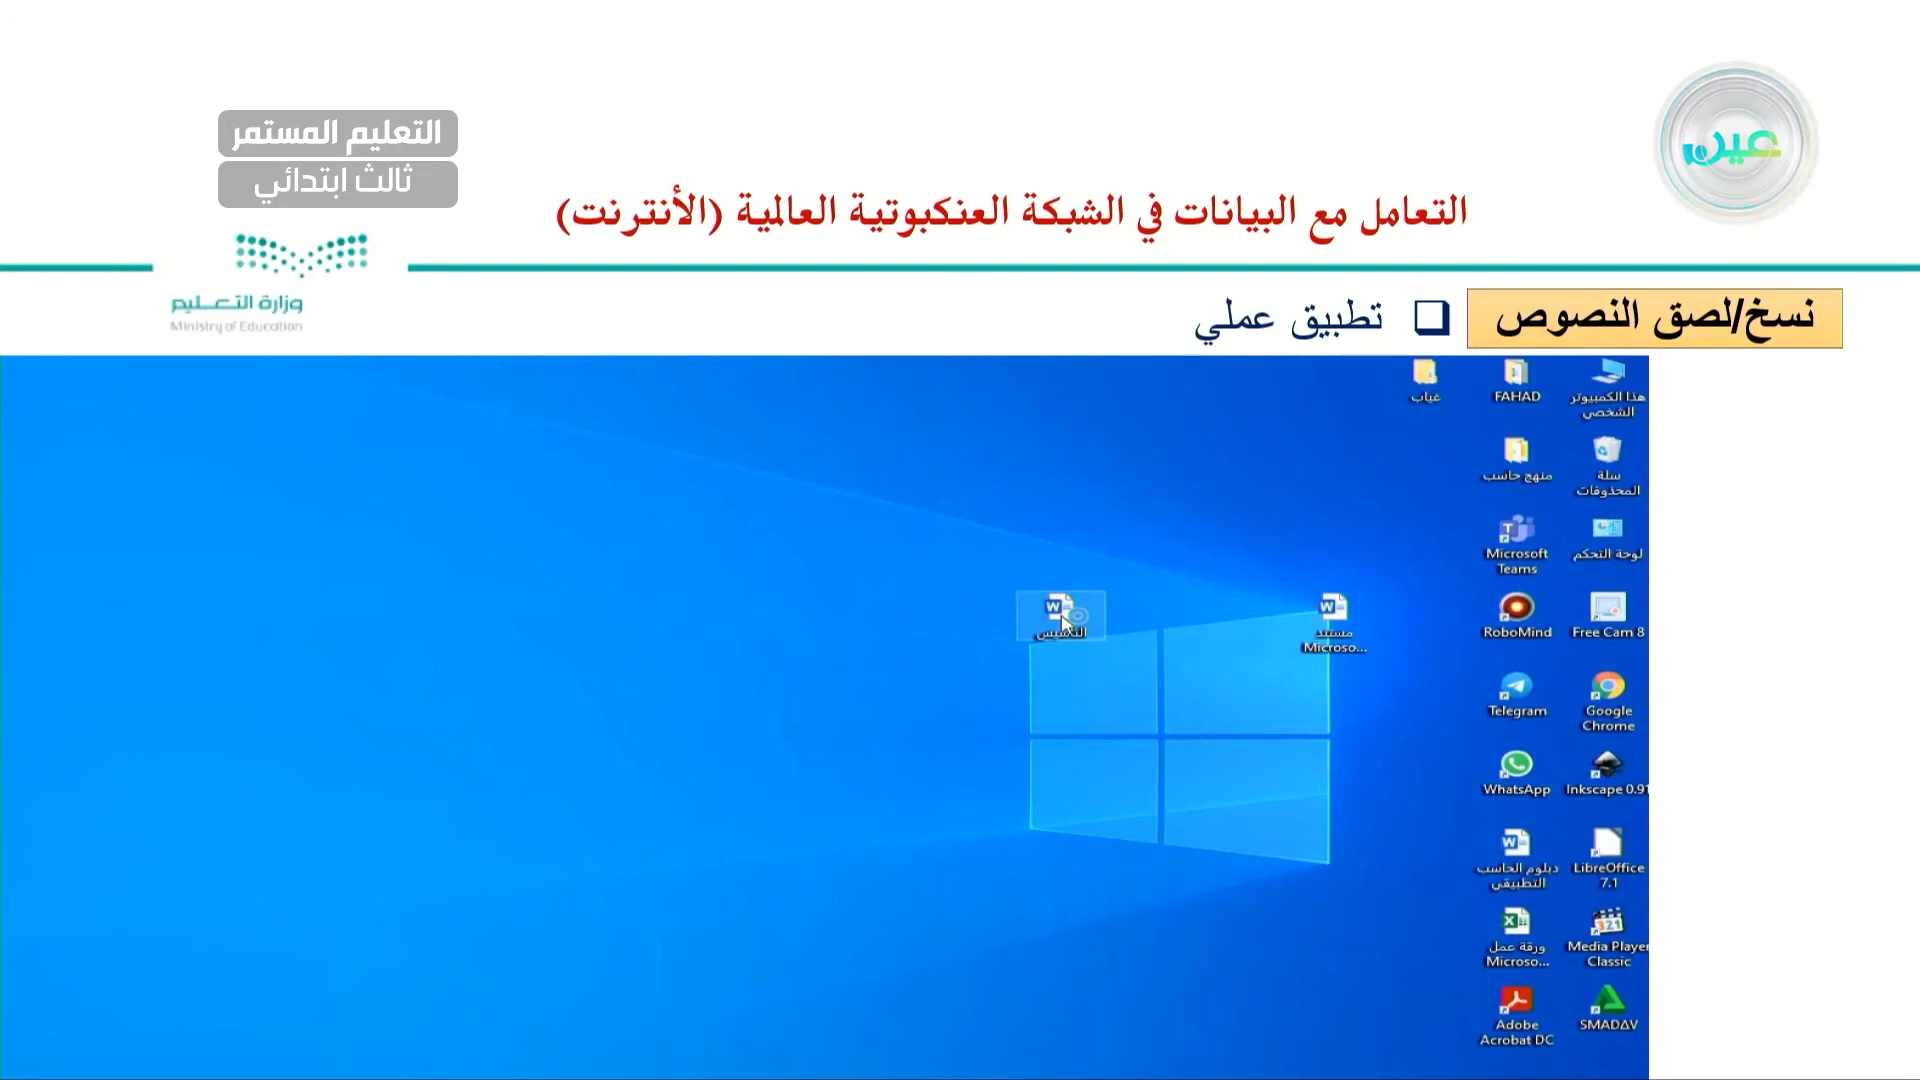 التعليم المستمر
ثالث ابتدائي
عين
التعامل مع البيانات في الشبكة العنكبوتية العالمية (الأنترنت)
وزارة التعليم
Ministry of Education
نسخ/لصق النصوص
تطبيق عملي
هذا الكمبيوتر
الشخصي
FAHAD
غياب
سلة
المحذوفات
منهج حاسب
لوحة التحكم
Microsoft
Teams
مستند
Microso...
Free Cam 8
RoboMind
Google
Chrome
Telegram
Inkscape 0.91
WhatsApp
LibreOffice
7.1
دبلوم الحاسب
التطبيقي
Media Player
Classic
ورقة عمل
Microso...
SMADAV
Adobe
Acrobat DC